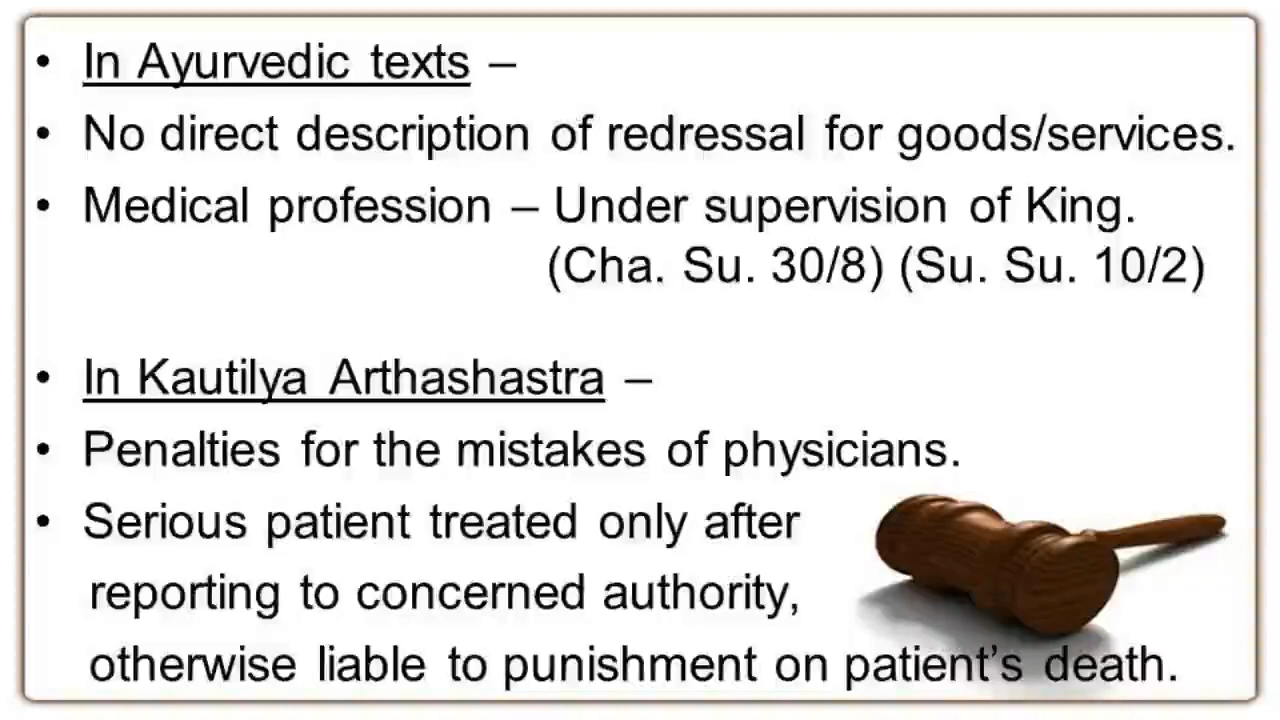 • In Ayurvedic texts –
• No direct description of redressal for goods/services.
• Medical profession – Under supervision of King.
(Cha. Su. 30/8) (Su. Su. 10/2)
• In Kautilya Arthashastra –
• Penalties for the mistakes of physicians.
• Serious patient treated only after
reporting to concerned authority,
otherwise liable to punishment on patient’s death.